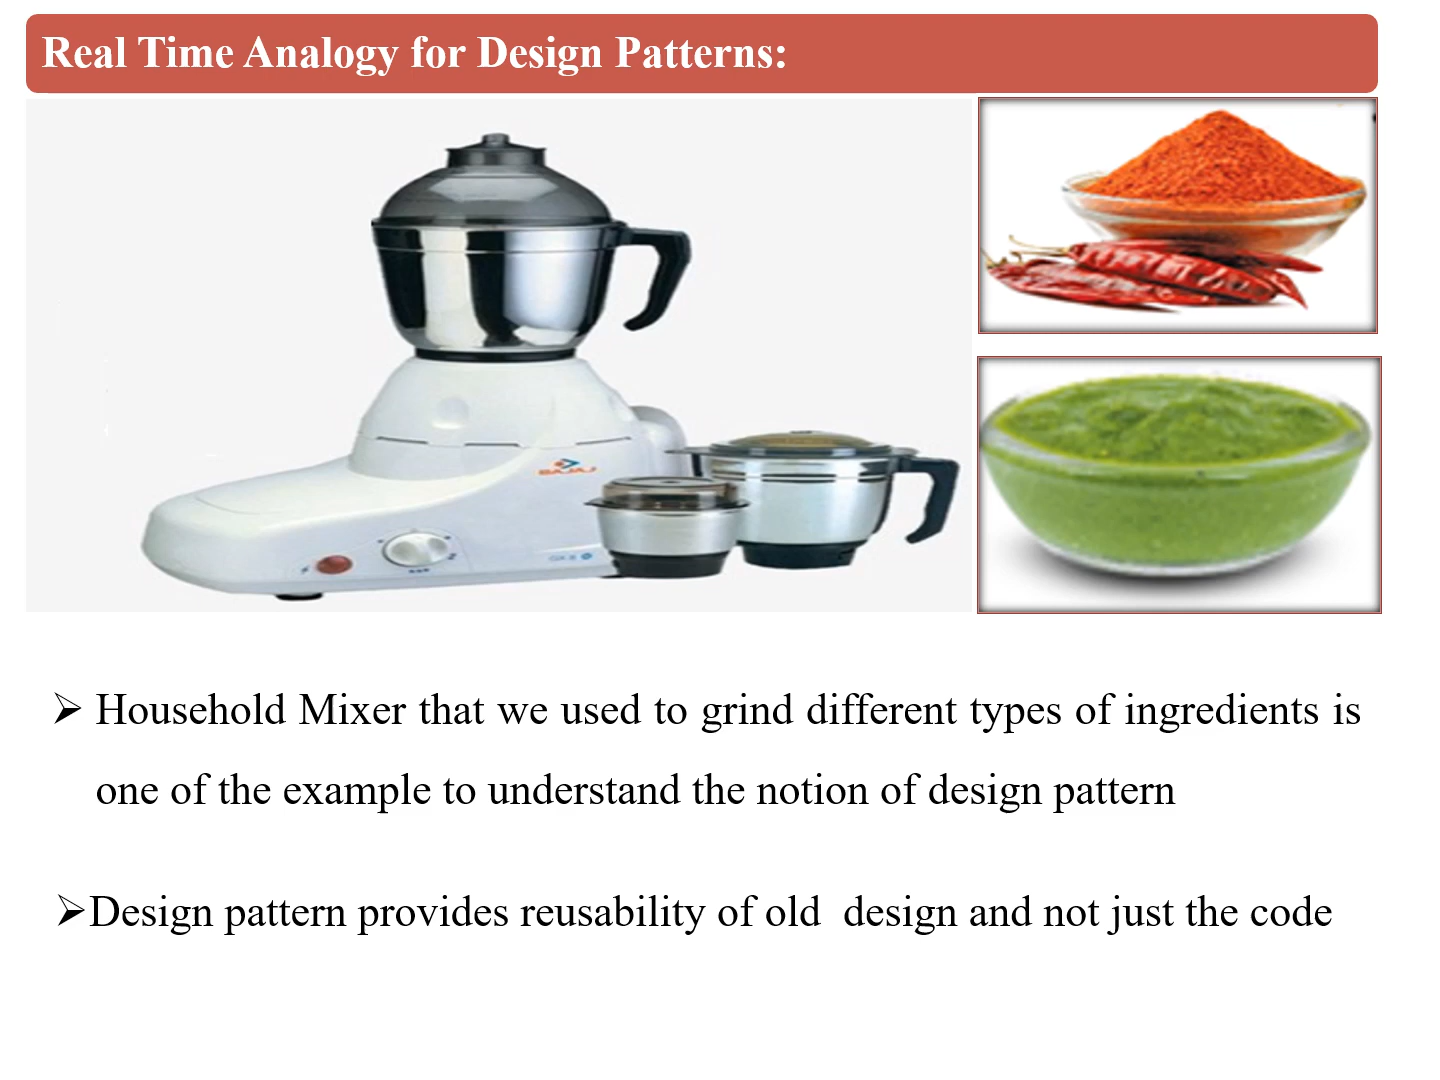 Real Time Analogy for Design Patterns:
BAJAJ
➢ Household Mixer that we used to grind different types of ingredients is
one of the example to understand the notion of design pattern
➢Design pattern provides reusability of old  design and not just the code